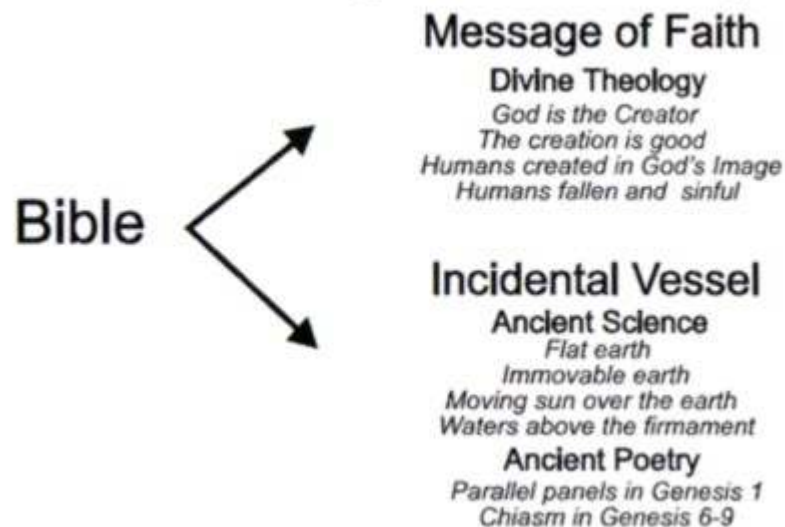 Bible
Message of Faith
Divine Theology
God is the Creator
The creation is good
Humans created in God's Image
Humans fallen and sinful
Incidental Vessel
Ancient Science
Flat earth
Immovable earth
Moving sun over the earth
Waters above the firmament
Ancient Poetry
Parallel panels in Genesis 1
Chiasm in Genesis 6-9